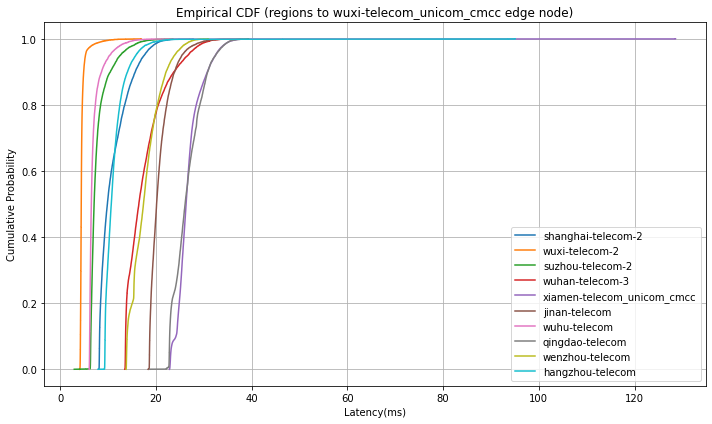 Empirical CDF (regions to wuxi-telecom_unicom_cmcc edge node)
Cumulative Probability
1.0
0.8
0.6
0.4
0.2
0.0
0
20
40
60
80
100
120
Latency(ms)
shanghai-telecom-2
wuxi-telecom-2
suzhou-telecom-2
wuhan-telecom-3
xiamen-telecom_unicom_cmcc
jinan-telecom
wuhu-telecom
qingdao-telecom
wenzhou-telecom
hangzhou-telecom